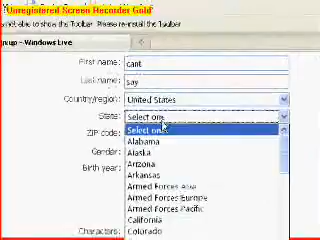 Unregistered Screen Recorder Gold
not able to show the Toolbar. Please reinstall the Toolbar
nup - Windows Live
First name: cant
Last name: say
Country/region: United States
State: Select one
ZIP code: Select one
Alabama
Gender: Alaska
Arizona
Birth year: Arkansas
Armed Forces Asia
Armed Forces Europe
Armed Forces Pacific
California
Characters: Colorado